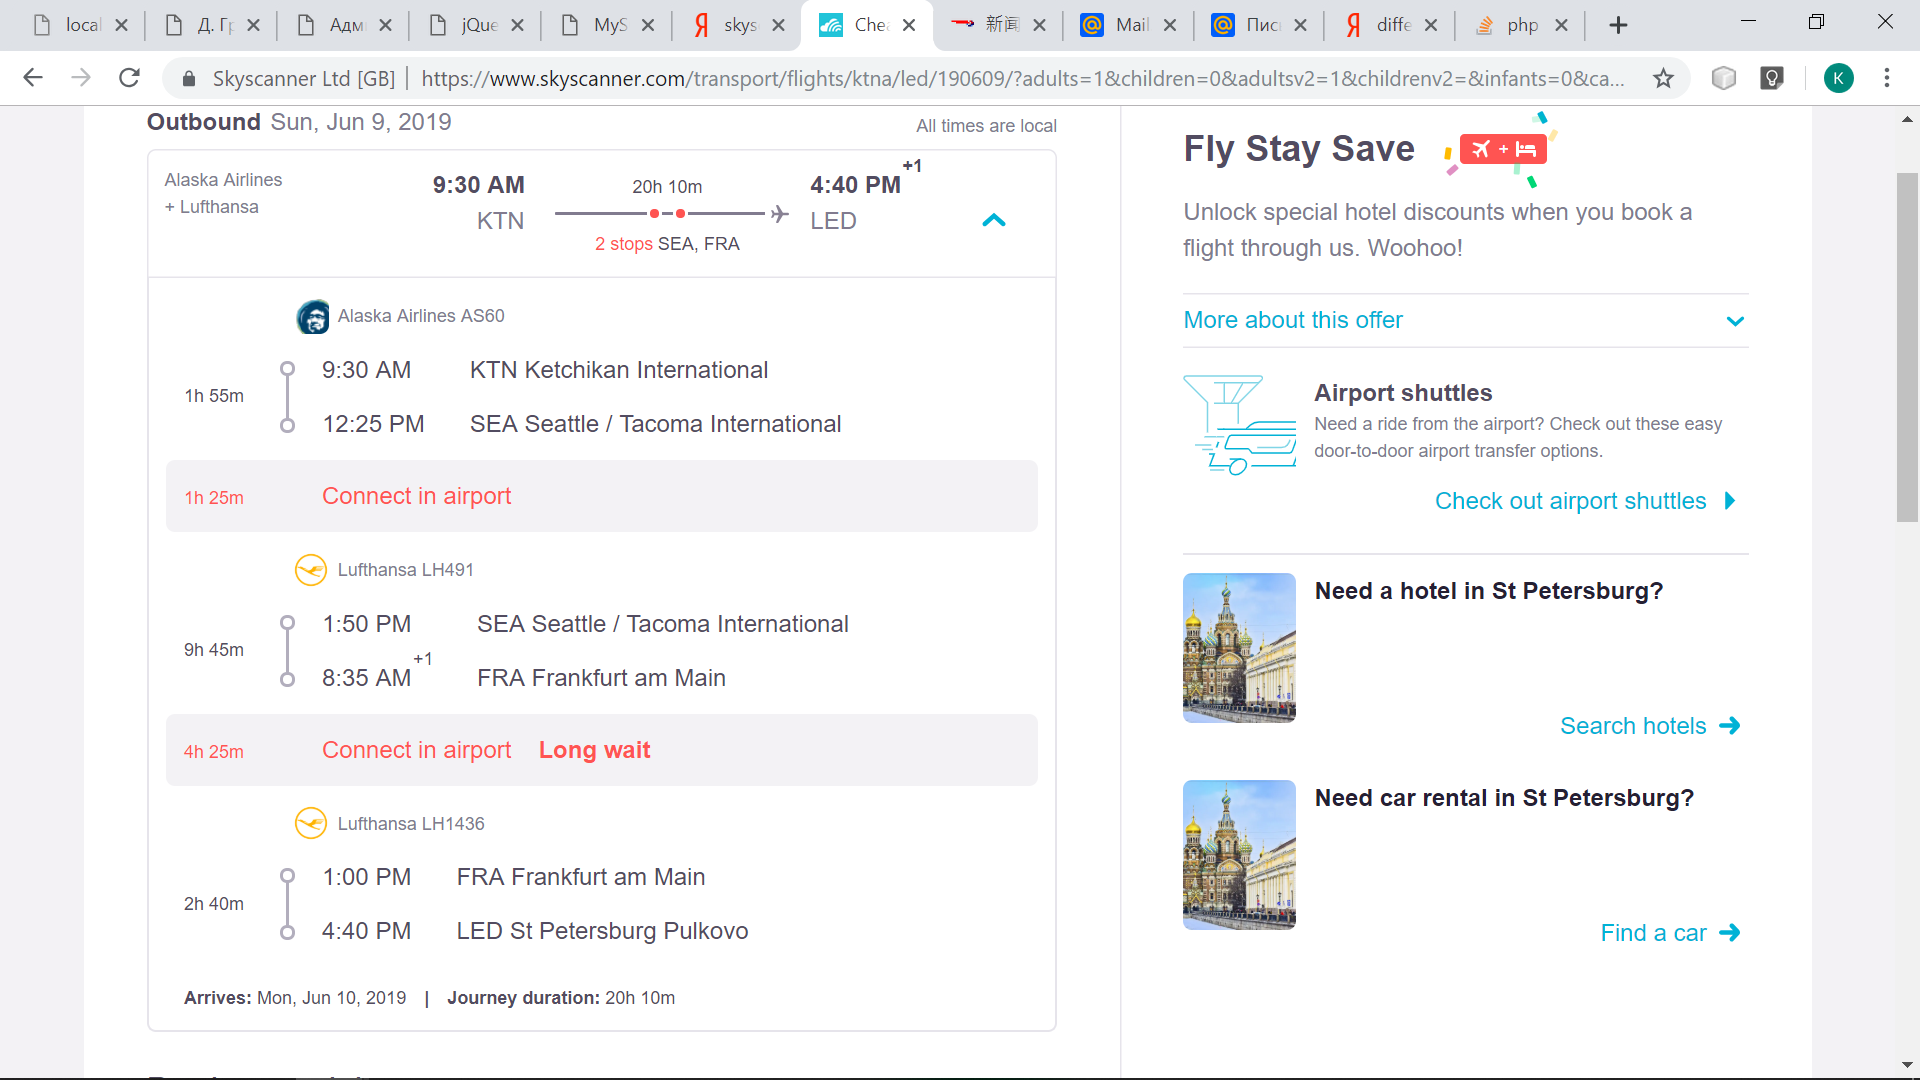 local
Д. Гр
Адми
jQue
MyS
skys
Chea
新闻
Mail
Пис
diffe
php
Skyscanner Ltd [GB]
https://www.skyscanner.com/transport/flights/ktna/led/190609/?adults=1&children=0&adultsv2=1&childrenv2=&infants=0&ca...
K
Outbound Sun, Jun 9, 2019
All times are local
Alaska Airlines
+ Lufthansa
9:30 AM
KTN
20h 10m
2 stops SEA, FRA
4:40 PM +1
LED
Alaska Airlines AS60
1h 55m
9:30 AM KTN Ketchikan International
12:25 PM SEA Seattle / Tacoma International
1h 25m Connect in airport
Lufthansa LH491
9h 45m
1:50 PM SEA Seattle / Tacoma International
8:35 AM +1 FRA Frankfurt am Main
4h 25m Connect in airport Long wait
Lufthansa LH1436
2h 40m
1:00 PM FRA Frankfurt am Main
4:40 PM LED St Petersburg Pulkovo
Arrives: Mon, Jun 10, 2019 | Journey duration: 20h 10m
Fly Stay Save
+
Unlock special hotel discounts when you book a
flight through us. Woohoo!
More about this offer
Airport shuttles
Need a ride from the airport? Check out these easy
door-to-door airport transfer options.
Check out airport shuttles
Need a hotel in St Petersburg?
Search hotels
Need car rental in St Petersburg?
Find a car